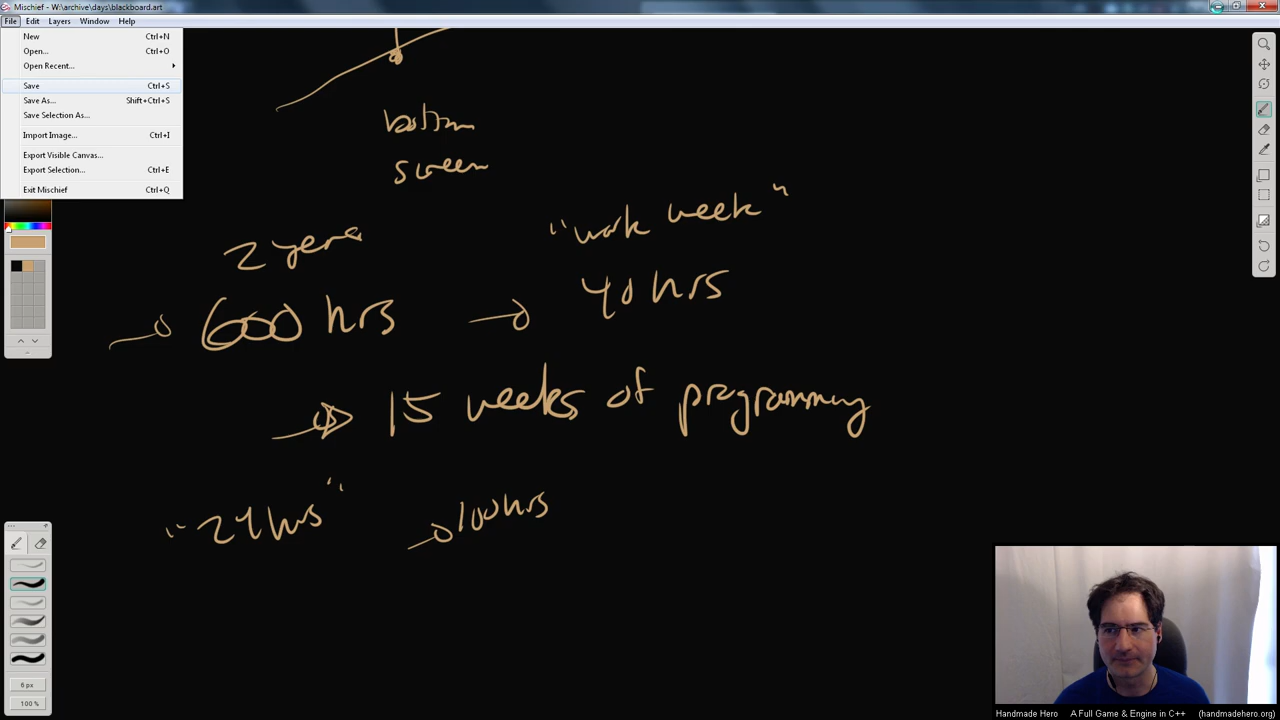 Mischief - W:\archive\days\blackboard.art
File Edit Layers Window Help
New Ctrl+N
Open... Ctrl+O
Open Recent...
Save Ctrl+S
Save As... Shift+Ctrl+S
Save Selection As...
Import Image... Ctrl+I
Export Visible Canvas...
Export Selection... Ctrl+E
Exit Mischief Ctrl+Q
bottom
screen
2 years
"work week"
600 hrs
40 hrs
15 weeks of programming
"24 hrs"
100 hrs
6 px
100 %
Handmade Hero A Full Game & Engine in C++ (handmadehero.org)